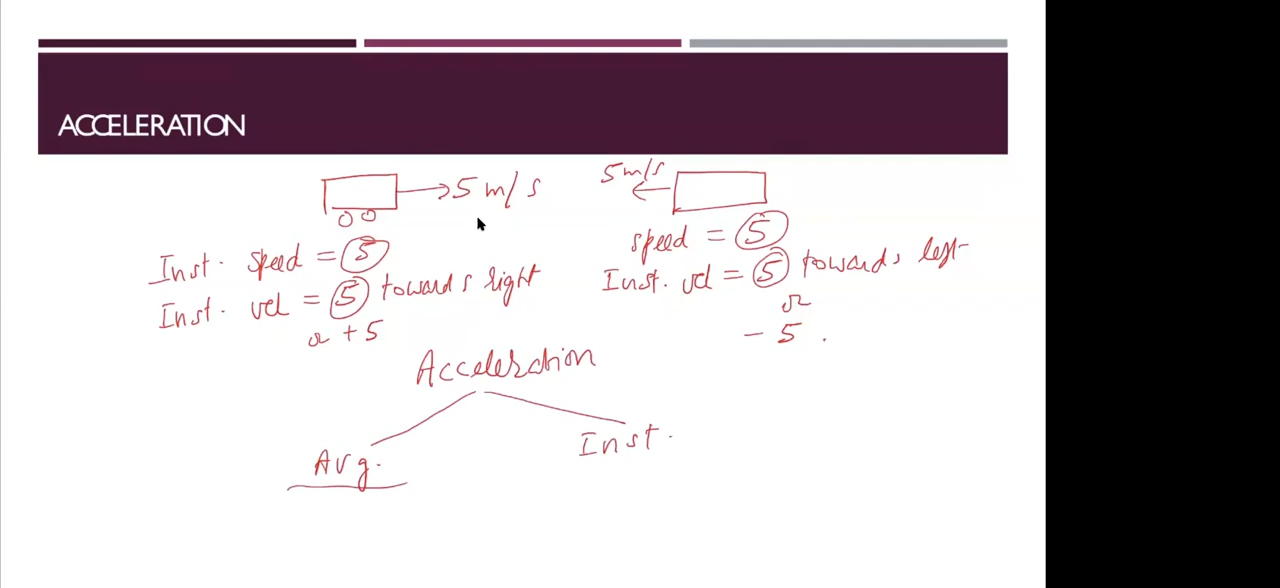 ACCELERATION
5 m/s
5 m/s
Inst. speed = 5
Inst. vel = 5 towards right
or + 5
speed = 5
Inst. vel = 5 towards left
or
- 5 .
Acceleration
Avg.
Inst.